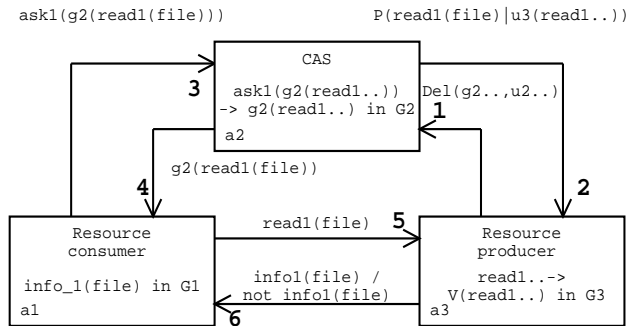 ask1(g2(read1(file)))
P(read1(file)|u3(read1..))
CAS
3
ask1(g2(read1..))
-> g2(read1..) in G2
a2
Del(g2..,u2..)
1
g2(read1(file))
4
2
Resource
consumer
info_1(file) in G1
a1
read1(file)
5
info1(file) /
not info1(file)
6
Resource
producer
read1..->
V(read1..) in G3
a3